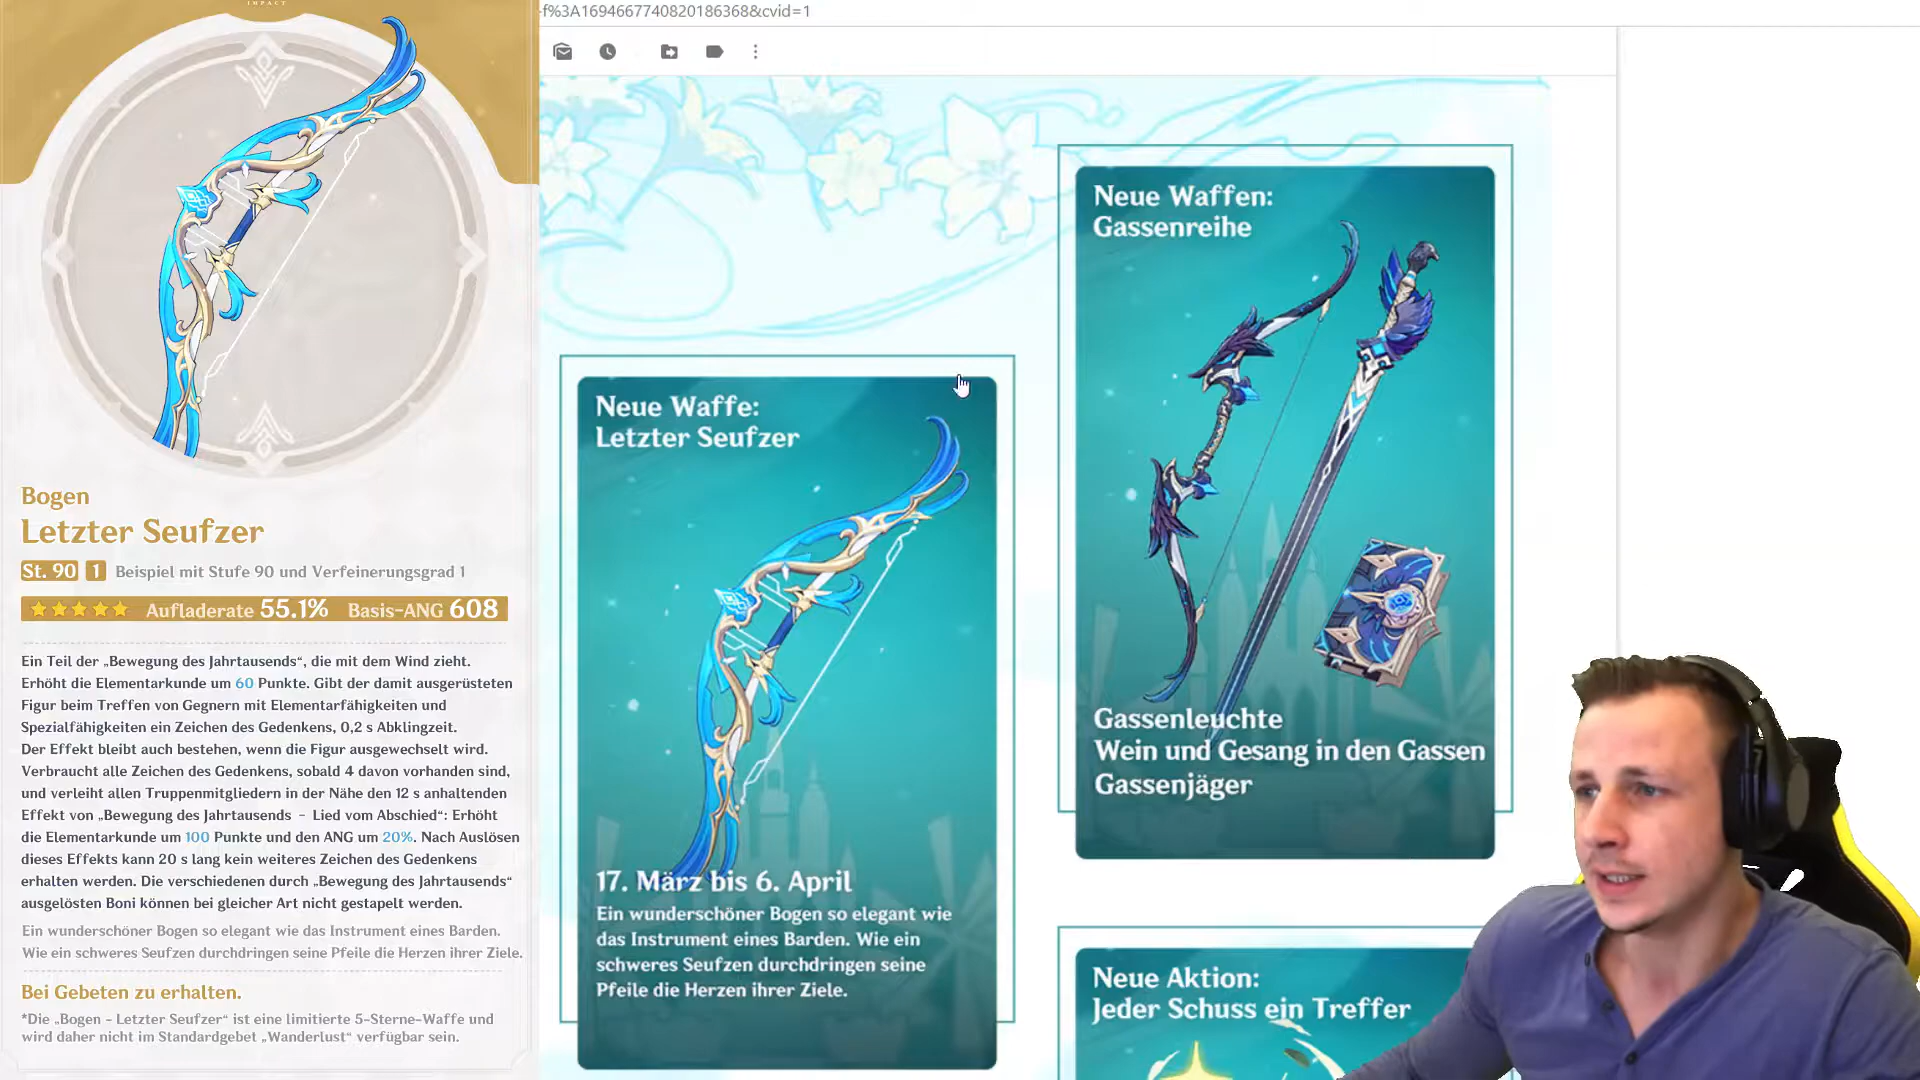 IMPACT
Bogen
Letzter Seufzer
St. 90 1 Beispiel mit Stufe 90 und Verfeinerungsgrad 1
Aufladerate 55.1% Basis-ANG 608
Ein Teil der „Bewegung des Jahrtausends“, die mit dem Wind zieht.
Erhöht die Elementarkunde um 60 Punkte. Gibt der damit ausgerüsteten
Figur beim Treffen von Gegnern mit Elementarfähigkeiten und
Spezialfähigkeiten ein Zeichen des Gedenkens, 0,2 s Abklingzeit.
Der Effekt bleibt auch bestehen, wenn die Figur ausgewechselt wird.
Verbraucht alle Zeichen des Gedenkens, sobald 4 davon vorhanden sind,
und verleiht allen Truppenmitgliedern in der Nähe den 12 s anhaltenden
Effekt von „Bewegung des Jahrtausends – Lied vom Abschied“: Erhöht
die Elementarkunde um 100 Punkte und den ANG um 20%. Nach Auslösen
dieses Effekts kann 20 s lang kein weiteres Zeichen des Gedenkens
erhalten werden. Die verschiedenen durch „Bewegung des Jahrtausends“
ausgelösten Boni können bei gleicher Art nicht gestapelt werden.
Ein wunderschöner Bogen so elegant wie das Instrument eines Barden.
Wie ein schweres Seufzen durchdringen seine Pfeile die Herzen ihrer Ziele.
Bei Gebeten zu erhalten.
*Die „Bogen – Letzter Seufzer“ ist eine limitierte 5-Sterne-Waffe und
wird daher nicht im Standardgebet „Wanderlust“ verfügbar sein.
-f%3A1694667740820186368&cvid=1
Neue Waffe:
Letzter Seufzer
17. März bis 6. April
Ein wunderschöner Bogen so elegant wie
das Instrument eines Barden. Wie ein
schweres Seufzen durchdringen seine
Pfeile die Herzen ihrer Ziele.
Neue Waffen:
Gassenreihe
Gassenleuchte
Wein und Gesang in den Gassen
Gassenjäger
Neue Aktion:
Jeder Schuss ein Treffer